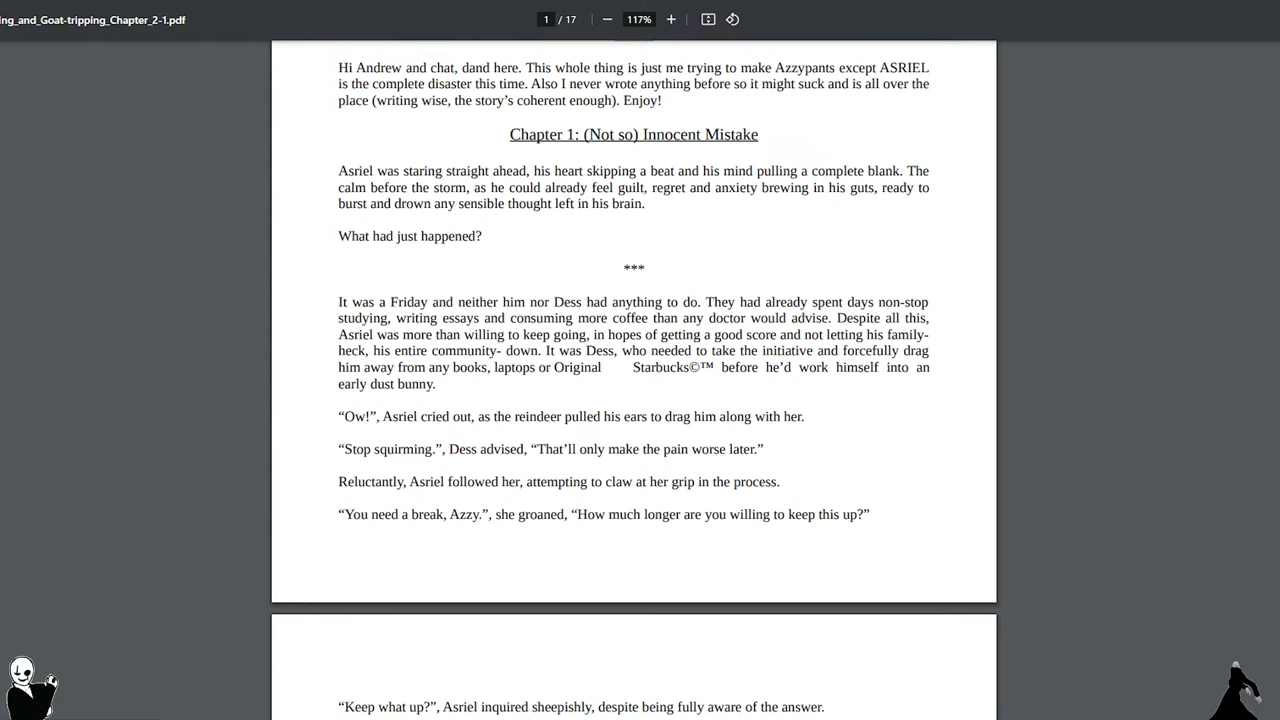 ing_and_Goat-tripping_Chapter_2-1.pdf
1 / 17 — 117% +
Hi Andrew and chat, dand here. This whole thing is just me trying to make Azzypants except ASRIEL
is the complete disaster this time. Also I never wrote anything before so it might suck and is all over the
place (writing wise, the story’s coherent enough). Enjoy!
Chapter 1: (Not so) Innocent Mistake
Asriel was staring straight ahead, his heart skipping a beat and his mind pulling a complete blank. The
calm before the storm, as he could already feel guilt, regret and anxiety brewing in his guts, ready to
burst and drown any sensible thought left in his brain.
What had just happened?
***
It was a Friday and neither him nor Dess had anything to do. They had already spent days non-stop
studying, writing essays and consuming more coffee than any doctor would advise. Despite all this,
Asriel was more than willing to keep going, in hopes of getting a good score and not letting his family-
heck, his entire community- down. It was Dess, who needed to take the initiative and forcefully drag
him away from any books, laptops or Original Starbucks©™ before he’d work himself into an
early dust bunny.
“Ow!”, Asriel cried out, as the reindeer pulled his ears to drag him along with her.
“Stop squirming.”, Dess advised, “That’ll only make the pain worse later.”
Reluctantly, Asriel followed her, attempting to claw at her grip in the process.
“You need a break, Azzy.”, she groaned, “How much longer are you willing to keep this up?”
“Keep what up?”, Asriel inquired sheepishly, despite being fully aware of the answer.